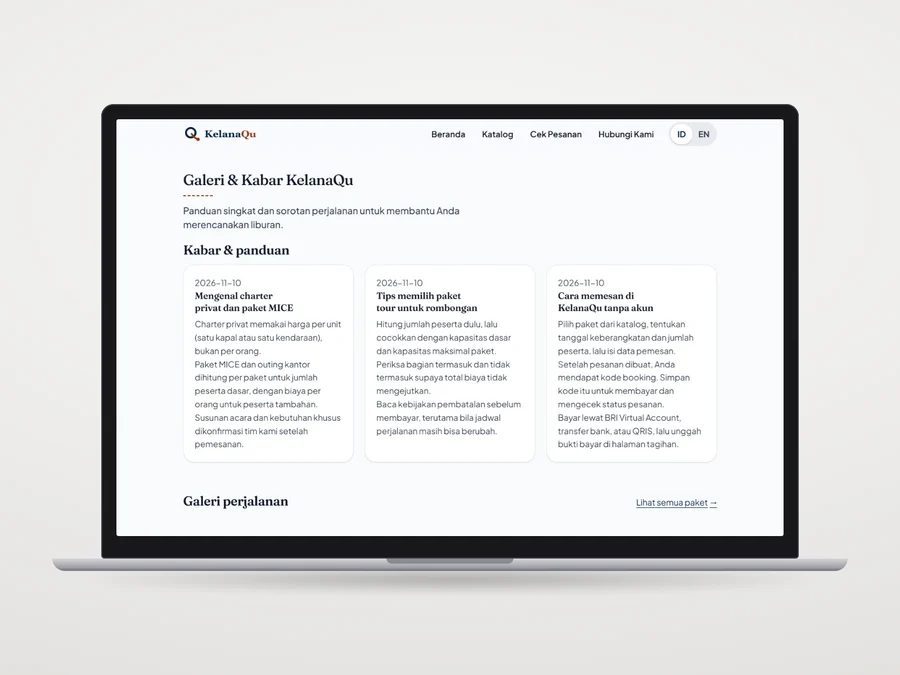 KelanaQu
Beranda
Katalog
Cek Pesanan
Hubungi Kami
ID
EN
Galeri & Kabar KelanaQu
Panduan singkat dan sorotan perjalanan untuk membantu Anda
merencanakan liburan.
Kabar & panduan
2026-11-10
Mengenal charter
privat dan paket MICE
Charter privat memakai harga per unit
(satu kapal atau satu kendaraan),
bukan per orang.
Paket MICE dan outing kantor
dihitung per paket untuk jumlah
peserta dasar, dengan biaya per
orang untuk peserta tambahan.
Susunan acara dan kebutuhan khusus
dikonfirmasi tim kami setelah
pemesanan.
2026-11-10
Tips memilih paket
tour untuk rombongan
Hitung jumlah peserta dulu, lalu
cocokkan dengan kapasitas dasar
dan kapasitas maksimal paket.
Periksa bagian termasuk dan tidak
termasuk supaya total biaya tidak
mengejutkan.
Baca kebijakan pembatalan sebelum
membayar, terutama bila jadwal
perjalanan masih bisa berubah.
2026-11-10
Cara memesan di
KelanaQu tanpa akun
Pilih paket dari katalog, tentukan
tanggal keberangkatan dan jumlah
peserta, lalu isi data pemesan.
Setelah pesanan dibuat, Anda
mendapat kode booking. Simpan
kode itu untuk membayar dan
mengecek status pesanan.
Bayar lewat BRI Virtual Account,
transfer bank, atau QRIS, lalu unggah
bukti bayar di halaman tagihan.
Galeri perjalanan
Lihat semua paket →